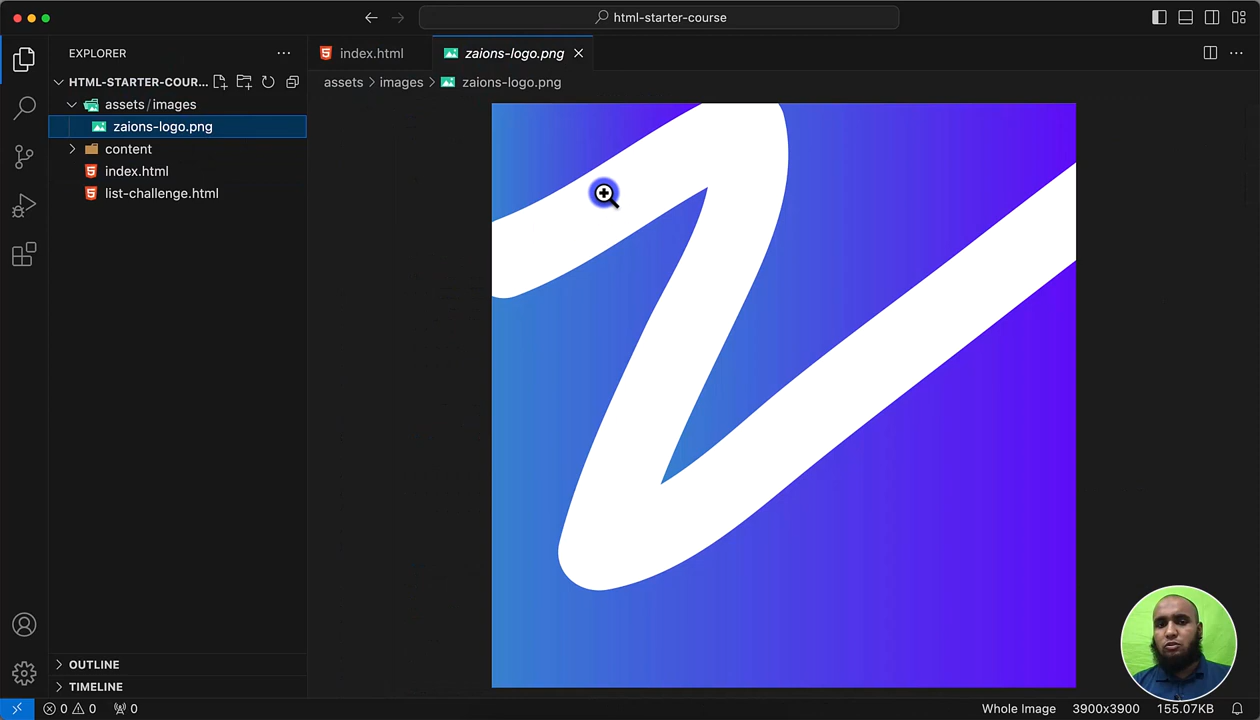 html-starter-course
EXPLORER
index.html
zaions-logo.png
HTML-STARTER-COUR...
assets > images > zaions-logo.png
assets/images
zaions-logo.png
content
index.html
list-challenge.html
OUTLINE
TIMELINE
0 0 0
Whole Image 3900x3900 155.07KB